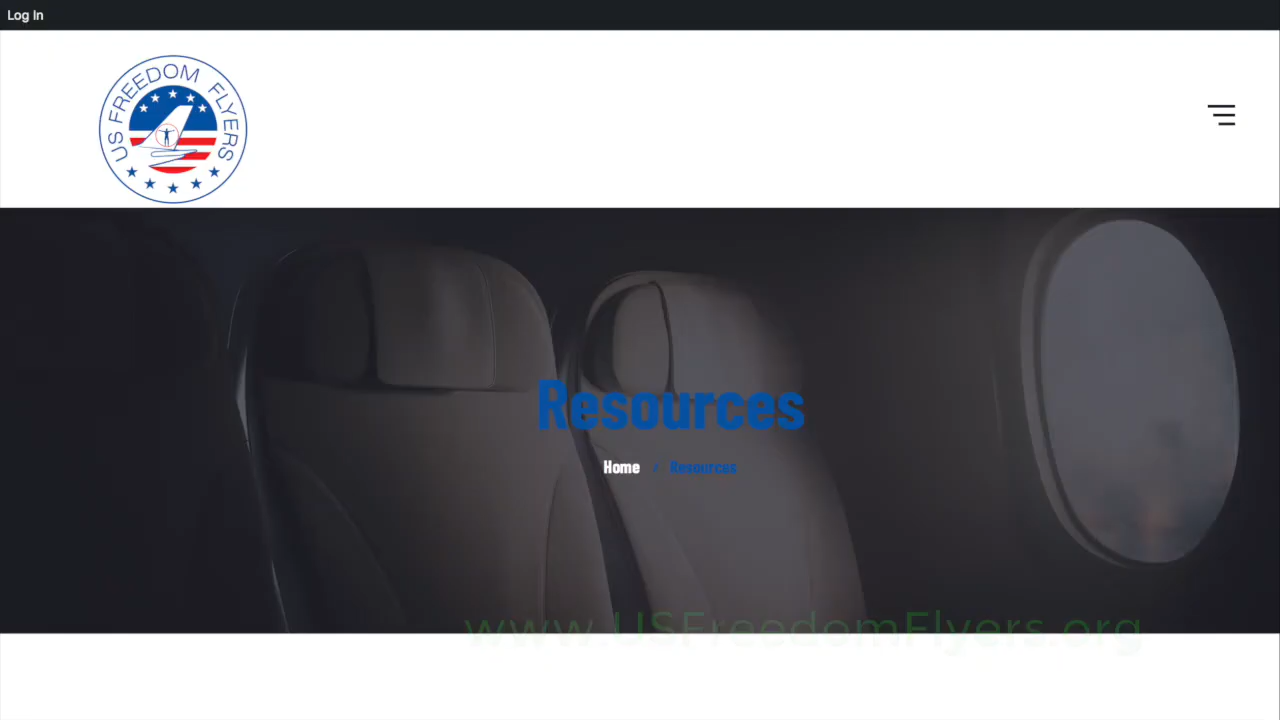 Log In
US FREEDOM FLYERS
Resources
Home / Resources
www.USFreedomFlyers.org